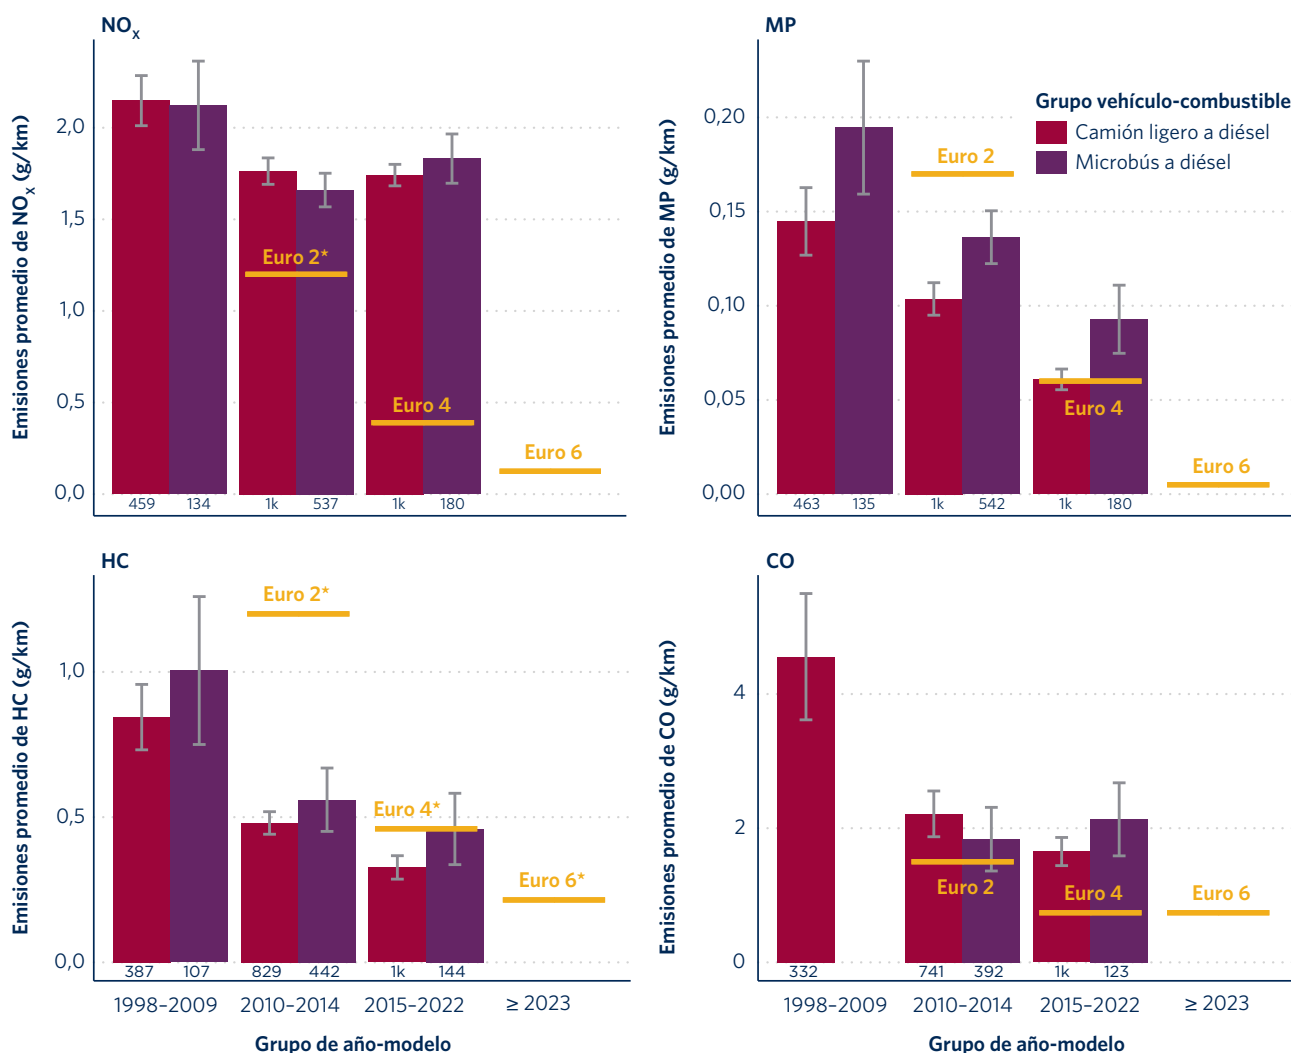 NOx
Emisiones promedio de NOx (g/km)
2,0
1,5
1,0
0,5
0,0
Euro 2*
Euro 4
Euro 6
459 134 1k 537 1k 180
MP
Emisiones promedio de MP (g/km)
0,20
0,15
0,10
0,05
0,00
Grupo vehículo-combustible
Camión ligero a diésel
Microbús a diésel
Euro 2
Euro 4
Euro 6
463 135 1k 542 1k 180
HC
Emisiones promedio de HC (g/km)
1,0
0,5
0,0
Euro 2*
Euro 4*
Euro 6*
387 107 829 442 1k 144
1998–2009 2010–2014 2015–2022 ≥ 2023
Grupo de año-modelo
CO
Emisiones promedio de CO (g/km)
4
2
0
Euro 2
Euro 4
Euro 6
332 741 392 1k 123
1998–2009 2010–2014 2015–2022 ≥ 2023
Grupo de año-modelo